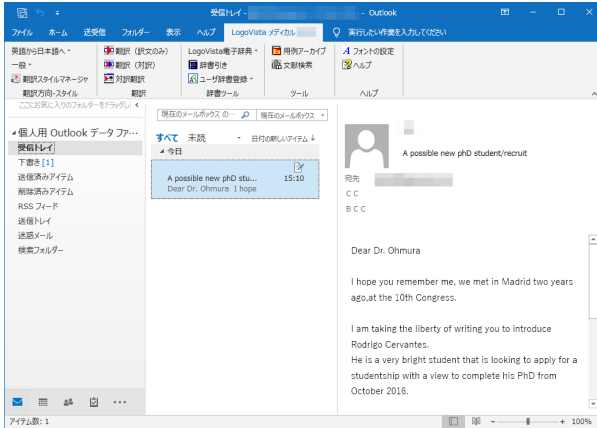 受信トレイ - - Outlook
ファイル ホーム 送受信 フォルダー 表示 ヘルプ LogoVista メディカル 実行したい作業を入力してください
英語から日本語へ 翻訳（訳文のみ） LogoVista電子辞典 用例アーカイブ A フォントの設定
一般 翻訳（対訳） 辞書引き 文献検索 ヘルプ
翻訳スタイルマネージャ 対訳翻訳 ユーザ辞書登録
翻訳方向・スタイル 翻訳 辞書ツール ツール ヘルプ
ここにお気に入りのフォルダーをドラッグし
現在のメールボックス の… 現在のメールボックス
すべて 未読 日付の新しいアイテム ↓
今日
A possible new phD stu... 15:10
Dear Dr. Ohmura I hope
個人用 Outlook データ ファ…
受信トレイ
下書き [1]
送信済みアイテム
削除済みアイテム
RSS フィード
送信トレイ
迷惑メール
検索フォルダー
A possible new phD student/recruit
宛先
CC
BCC
Dear Dr. Ohmura
I hope you remember me, we met in Madrid two years
ago,at the 10th Congress.
I am taking the liberty of writing you to introduce
Rodrigo Cervantes.
He is a very bright student that is looking to apply for a
studentship with a view to complete his PhD from
October 2016.
アイテム数: 1 100%